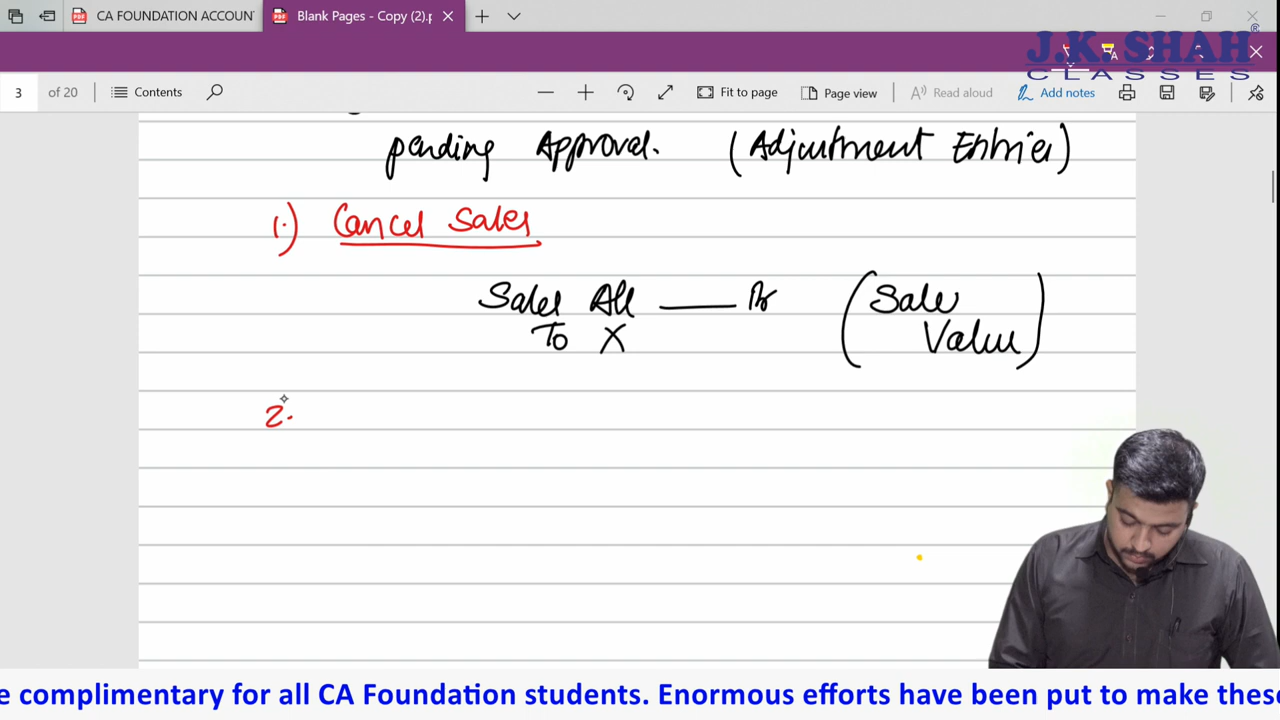 CA FOUNDATION ACCOUNT
Blank Pages - Copy (2).p
J.K. SHAH ®
CLASSES
3 of 20
Contents
Fit to page
Page view
Read aloud
Add notes
pending Approval. (Adjustment Entries)
1.) Cancel Sales
Sales A/c —— Dr (Sale
To X Value)
2.
e complimentary for all CA Foundation students. Enormous efforts have been put to make these